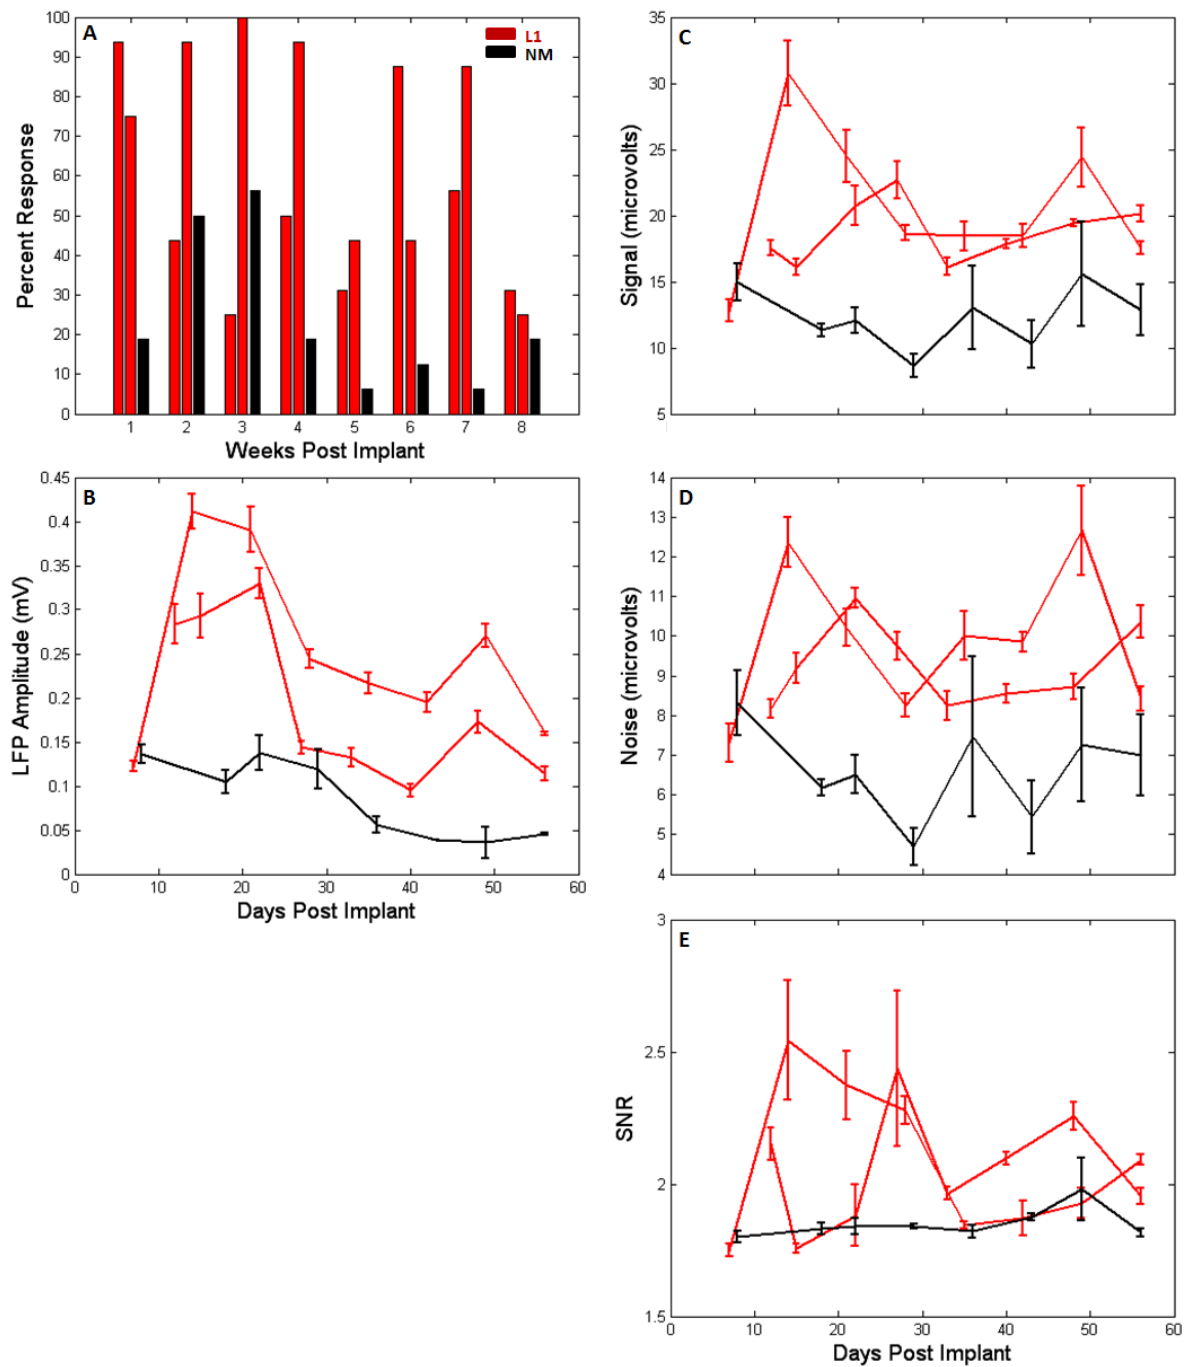 A
L1
NM
100
90
80
70
60
50
40
30
20
10
0
Percent Response
1 2 3 4 5 6 7 8
Weeks Post Implant
B
0.45
0.4
0.35
0.3
0.25
0.2
0.15
0.1
0.05
0
LFP Amplitude (mV)
0 10 20 30 40 50 60
Days Post Implant
C
35
30
25
20
15
10
5
Signal (microvolts)
D
14
13
12
11
10
9
8
7
6
5
4
Noise (microvolts)
E
3
2.5
2
1.5
SNR
0 10 20 30 40 50 60
Days Post Implant